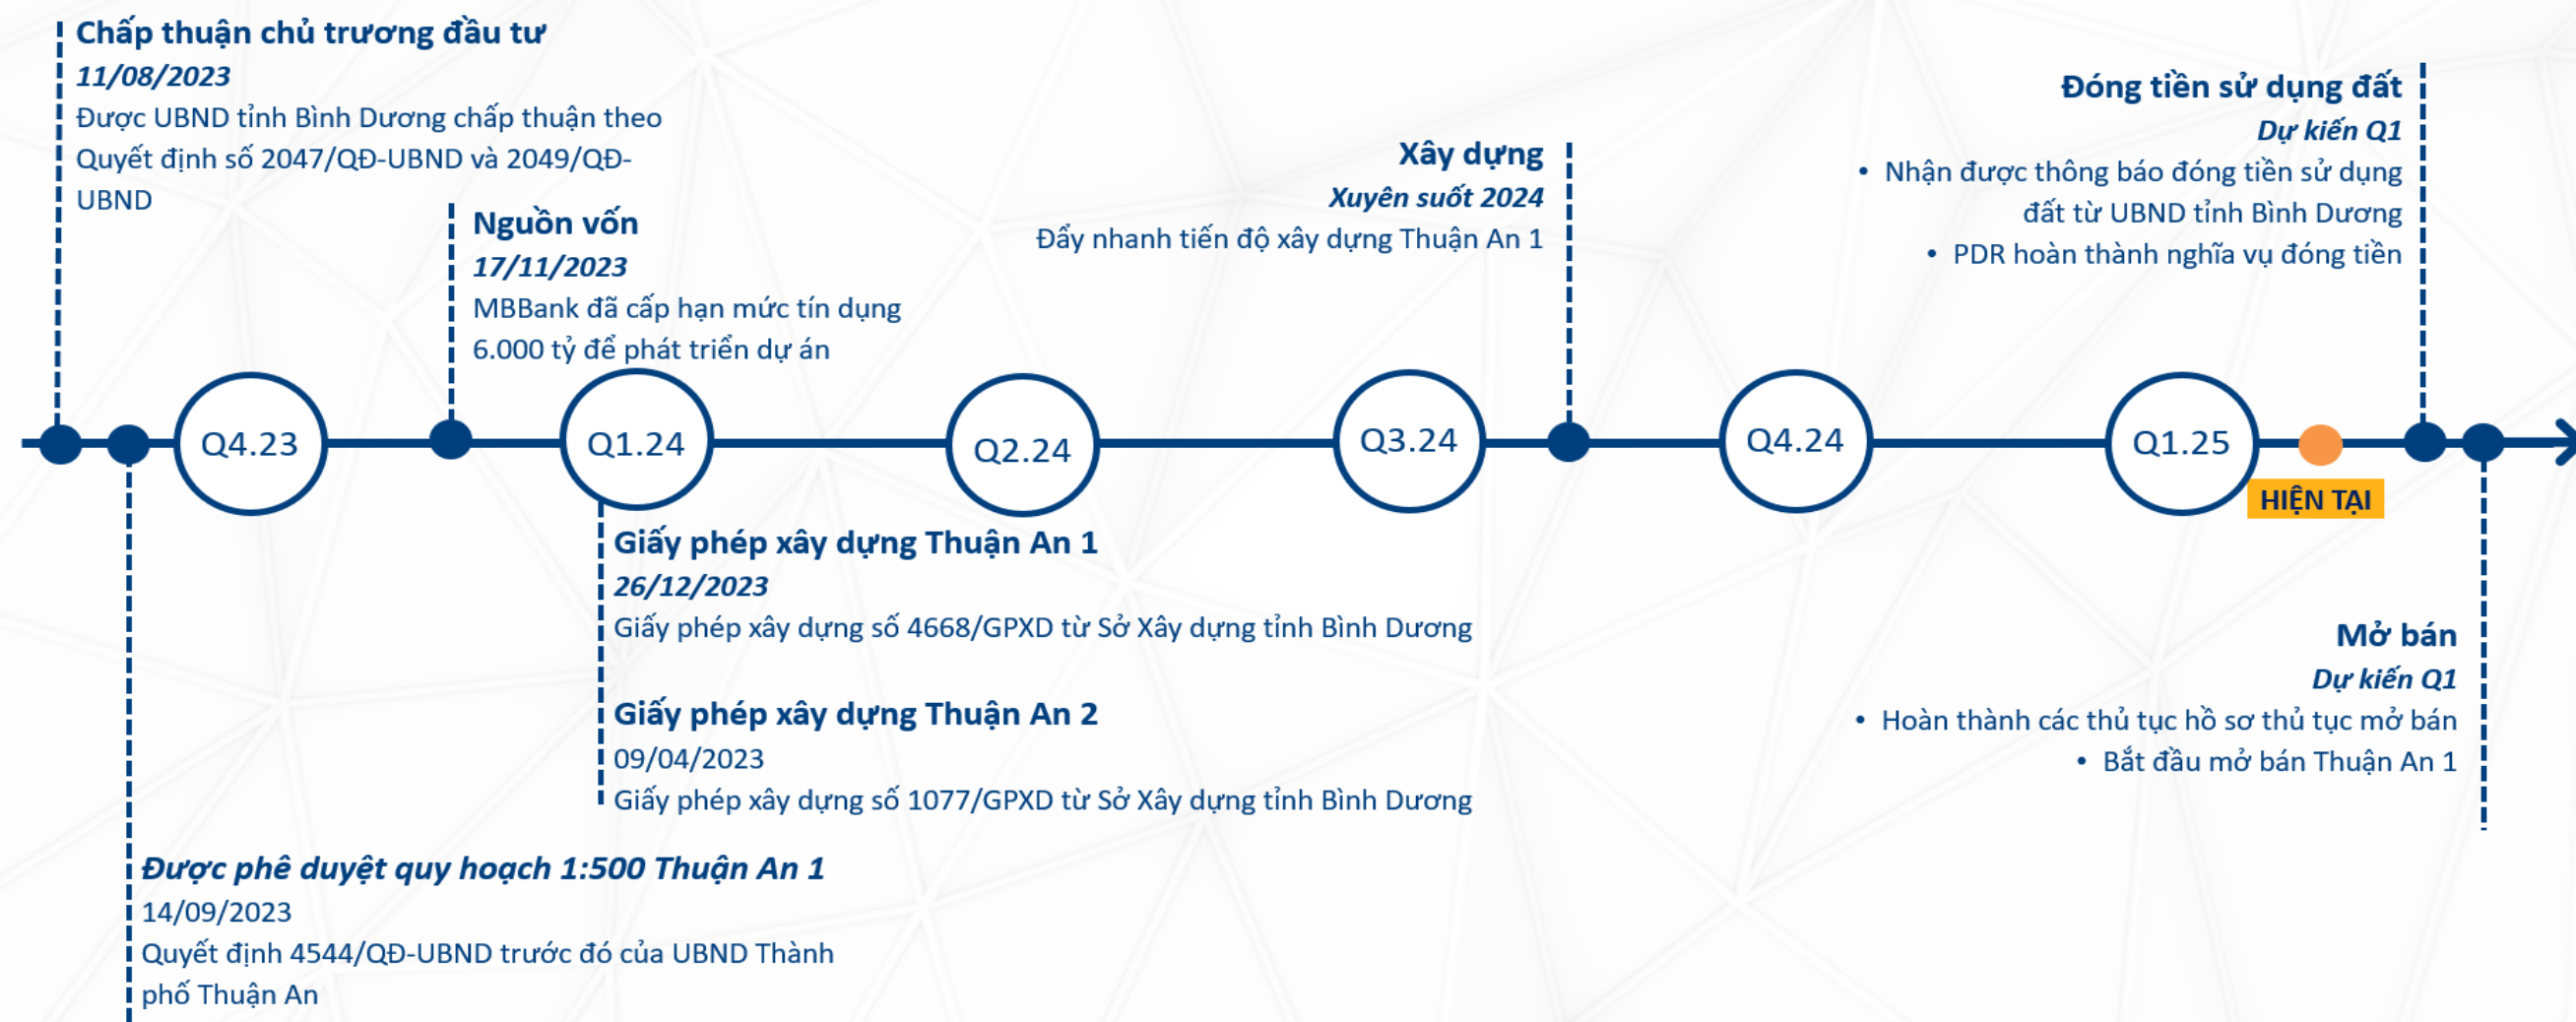 Chấp thuận chủ trương đầu tư
11/08/2023
Được UBND tỉnh Bình Dương chấp thuận theo
Quyết định số 2047/QĐ-UBND và 2049/QĐ-
UBND
Nguồn vốn
17/11/2023
MBBank đã cấp hạn mức tín dụng
6.000 tỷ để phát triển dự án
Xây dựng
Xuyên suốt 2024
Đẩy nhanh tiến độ xây dựng Thuận An 1
Đóng tiền sử dụng đất
Dự kiến Q1
• Nhận được thông báo đóng tiền sử dụng
đất từ UBND tỉnh Bình Dương
• PDR hoàn thành nghĩa vụ đóng tiền
Q4.23
Q1.24
Q2.24
Q3.24
Q4.24
Q1.25
HIỆN TẠI
Giấy phép xây dựng Thuận An 1
26/12/2023
Giấy phép xây dựng số 4668/GPXD từ Sở Xây dựng tỉnh Bình Dương
Giấy phép xây dựng Thuận An 2
09/04/2023
Giấy phép xây dựng số 1077/GPXD từ Sở Xây dựng tỉnh Bình Dương
Mở bán
Dự kiến Q1
• Hoàn thành các thủ tục hồ sơ thủ tục mở bán
• Bắt đầu mở bán Thuận An 1
Được phê duyệt quy hoạch 1:500 Thuận An 1
14/09/2023
Quyết định 4544/QĐ-UBND trước đó của UBND Thành
phố Thuận An